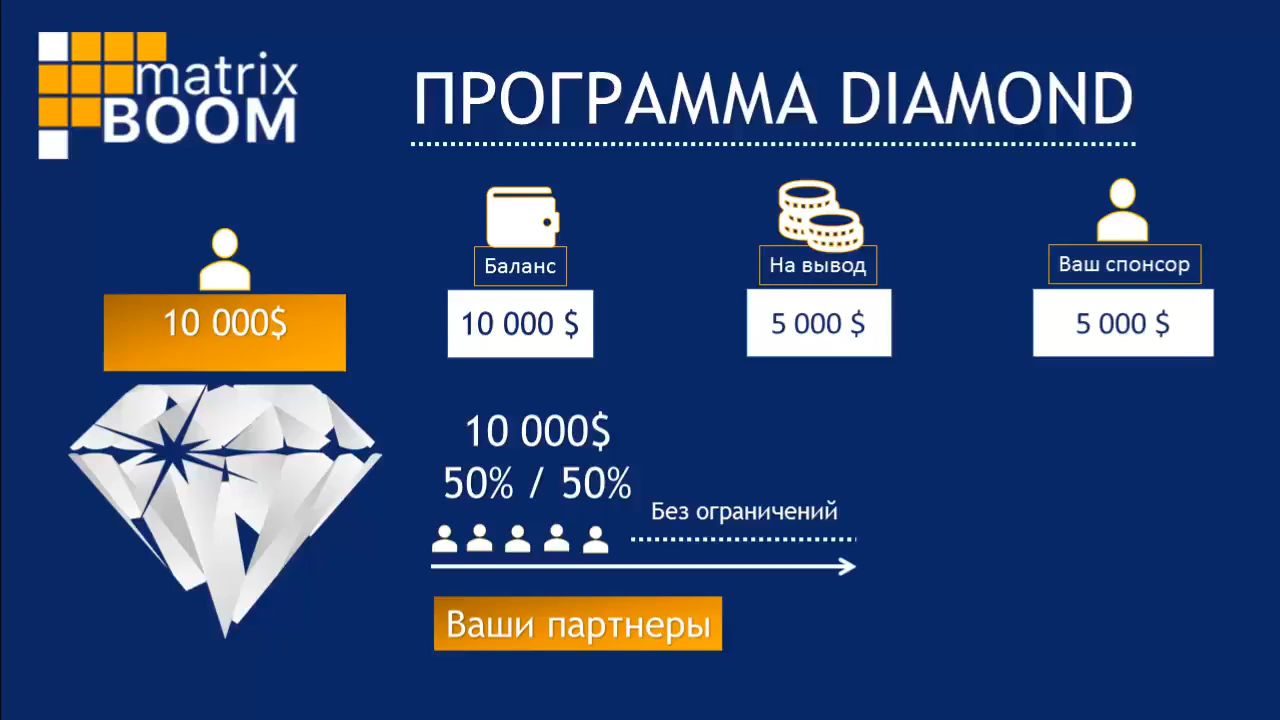 matrix
BOOM
ПРОГРАММА DIAMOND
Баланс
На вывод
Ваш спонсор
10 000$
10 000 $
5 000 $
5 000 $
10 000$
50% / 50%
Без ограничений
Ваши партнеры